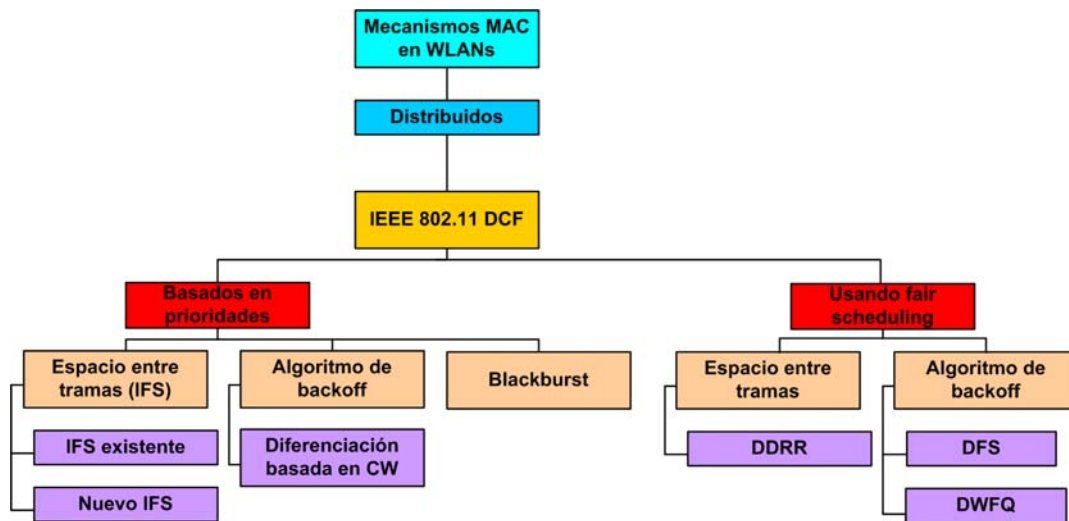 Mecanismos MAC
en WLANs
Distribuidos
IEEE 802.11 DCF
Basados en
prioridades
Usando fair
scheduling
Espacio entre
tramas (IFS)
Algoritmo de
backoff
Blackburst
Espacio entre
tramas
Algoritmo de
backoff
IFS existente
Diferenciación
basada en CW
DDRR
DFS
Nuevo IFS
DWFQ